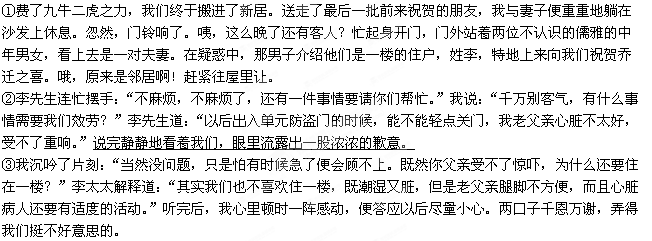 ①费了九牛二虎之力，我们终于搬进了新居。送走了最后一批前来祝贺的朋友，我与妻子便重重地躺在
沙发上休息。忽然，门铃响了。咦，这么晚了还有客人？忙起身开门，门外站着两位不认识的儒雅的中
年男女，看上去是一对夫妻。在疑惑中，那男子介绍他们是一楼的住户，姓李，特地上来向我们祝贺乔
迁之喜。哦，原来是邻居啊！赶紧往屋里让。
②李先生连忙摆手：“不麻烦，不麻烦了，还有一件事情要请你们帮忙。”我说：“千万别客气，有什么事
情需要我们效劳？”李先生道：“以后出入单元防盗门的时候，能不能轻点关门，我老父亲心脏不太好，
受不了重响。”说完静静地看着我们，眼里流露出一股浓浓的歉意。
③我沉吟了片刻：“当然没问题，只是怕有时候急了便会顾不上。既然你父亲受不了惊吓，为什么还要住
在一楼？”李太太解释道：“其实我们也不喜欢住一楼，既潮湿又脏，但是老父亲腿脚不方便，而且心脏
病人还要有适度的活动。”听完后，我心里顿时一阵感动，便答应以后尽量小心。两口子千恩万谢，弄得
我们挺不好意思的。